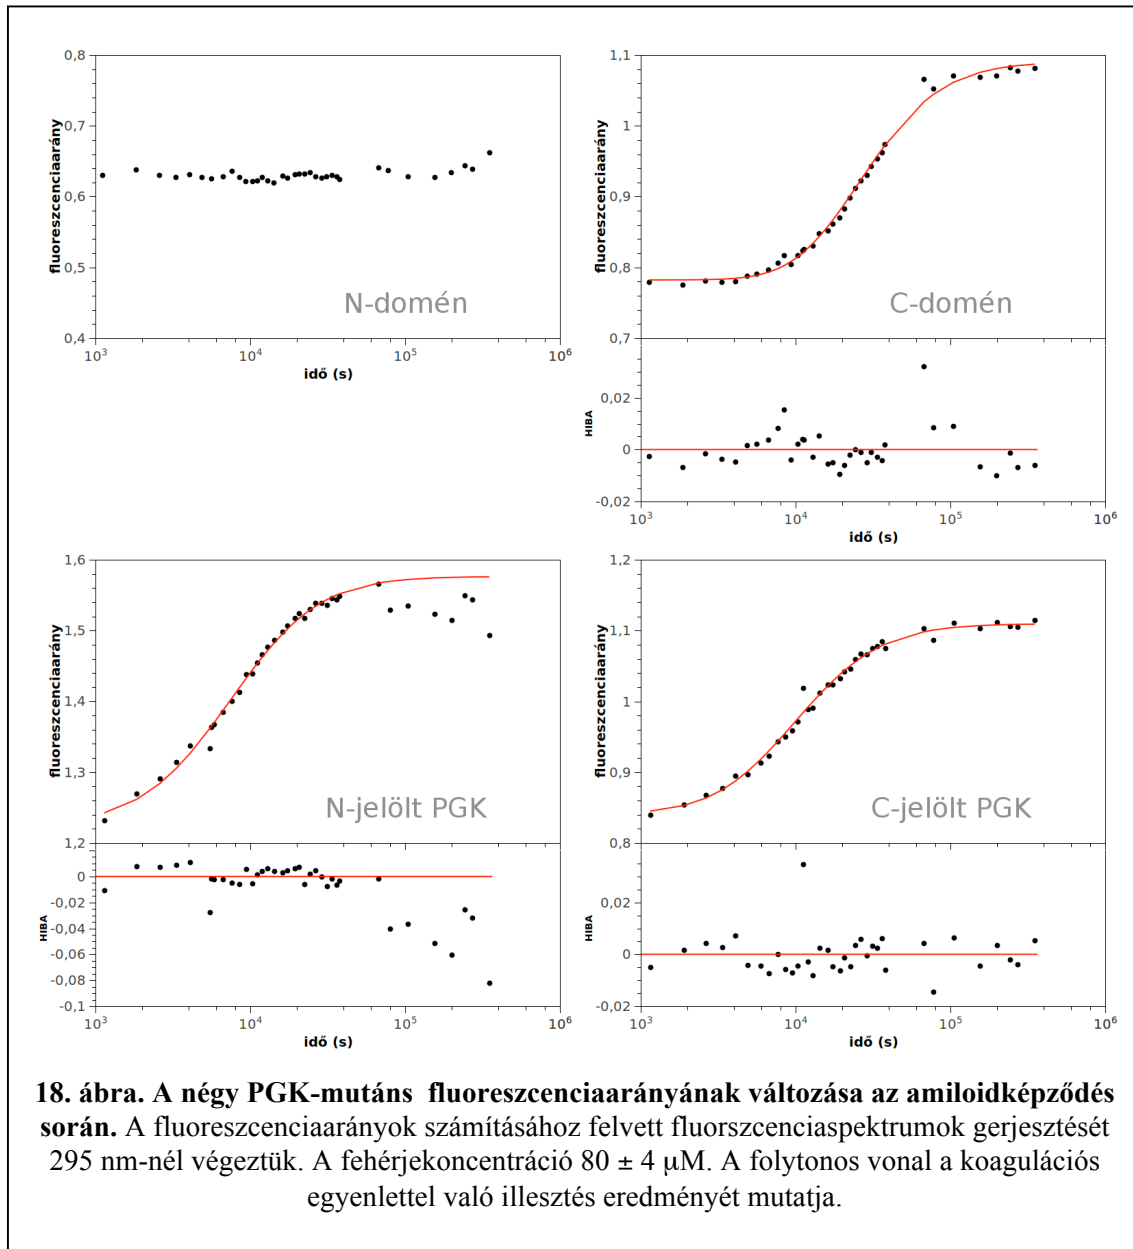 0,8
0,7
0,6
0,5
0,4
fluoreszcenciaarány
N-domén
10³ 10⁴ 10⁵ 10⁶
idő (s)
1,1
1
0,9
0,8
0,7
fluoreszcenciaarány
C-domén
10³ 10⁴ 10⁵ 10⁶
idő (s)
0,02
0
-0,02
HIBA
10³ 10⁴ 10⁵ 10⁶
idő (s)
1,6
1,5
1,4
1,3
1,2
fluoreszcenciaarány
N-jelölt PGK
0
-0,02
-0,04
-0,06
-0,08
-0,1
HIBA
10³ 10⁴ 10⁵ 10⁶
idő (s)
1,2
1,1
1
0,9
0,8
fluoreszcenciaarány
C-jelölt PGK
0,02
0
-0,02
HIBA
10³ 10⁴ 10⁵ 10⁶
idő (s)
18. ábra. A négy PGK-mutáns fluoreszcenciaarányának változása az amiloidképződés
során. A fluoreszcenciaarányok számításához felvett fluorszcenciaspektrumok gerjesztését
295 nm-nél végeztük. A fehérjekoncentráció 80 ± 4 μM. A folytonos vonal a koagulációs
egyenlettel való illesztés eredményét mutatja.